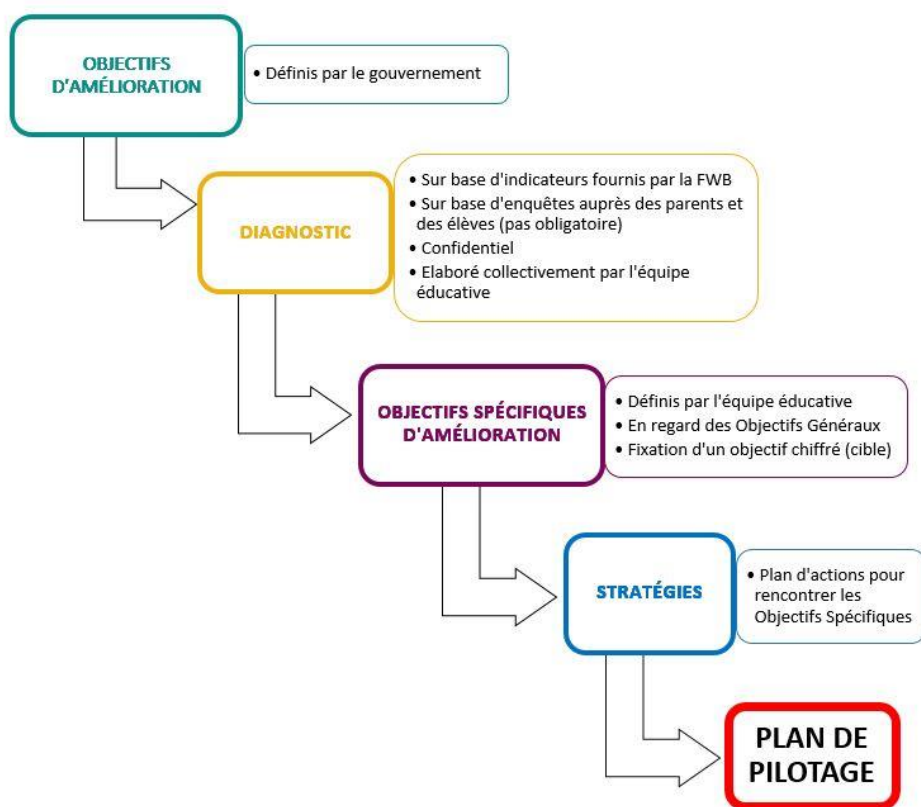 OBJECTIFS
D'AMÉLIORATION
• Définis par le gouvernement
DIAGNOSTIC
• Sur base d'indicateurs fournis par la FWB
• Sur base d'enquêtes auprès des parents et
des élèves (pas obligatoire)
• Confidentiel
• Elaboré collectivement par l'équipe
éducative
OBJECTIFS SPÉCIFIQUES
D'AMÉLIORATION
• Définis par l'équipe éducative
• En regard des Objectifs Généraux
• Fixation d'un objectif chiffré (cible)
STRATÉGIES
• Plan d'actions pour
rencontrer les
Objectifs Spécifiques
PLAN DE
PILOTAGE